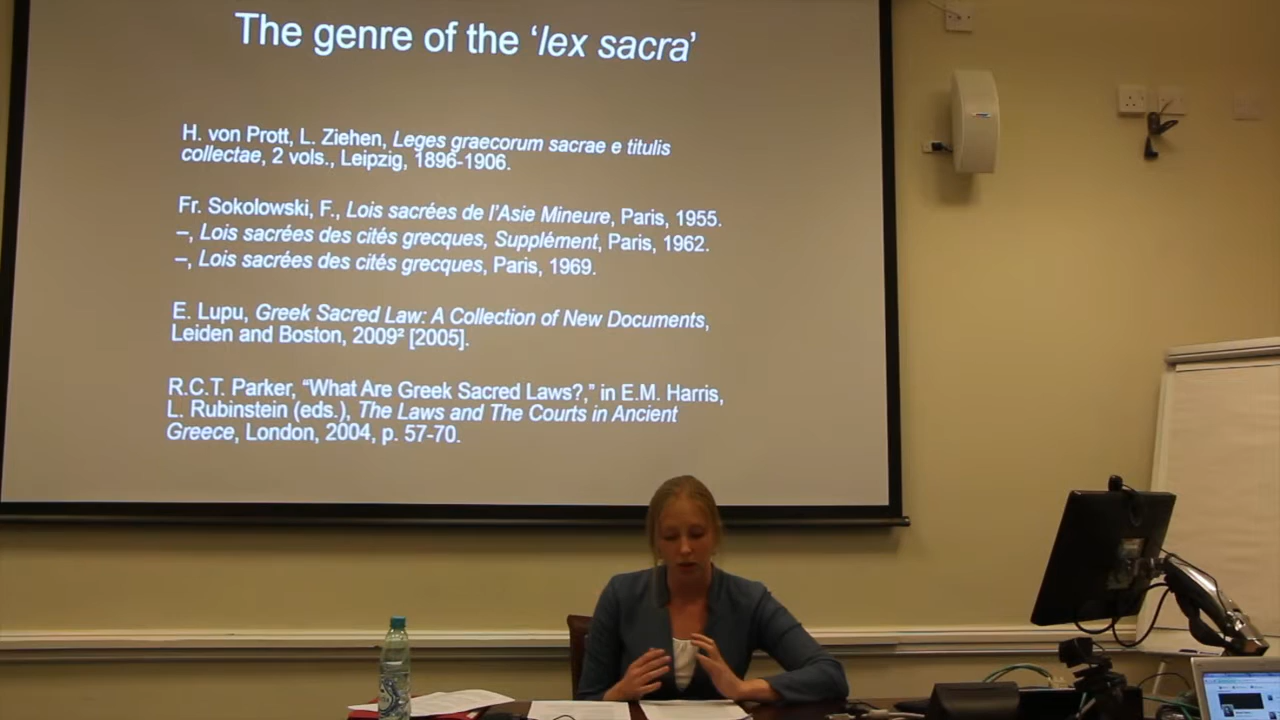 The genre of the ‘lex sacra’
H. von Prott, L. Ziehen, Leges graecorum sacrae e titulis
collectae, 2 vols., Leipzig, 1896-1906.
Fr. Sokolowski, F., Lois sacrées de l’Asie Mineure, Paris, 1955.
–, Lois sacrées des cités grecques, Supplément, Paris, 1962.
–, Lois sacrées des cités grecques, Paris, 1969.
E. Lupu, Greek Sacred Law: A Collection of New Documents,
Leiden and Boston, 2009² [2005].
R.C.T. Parker, “What Are Greek Sacred Laws?,” in E.M. Harris,
L. Rubinstein (eds.), The Laws and The Courts in Ancient
Greece, London, 2004, p. 57-70.